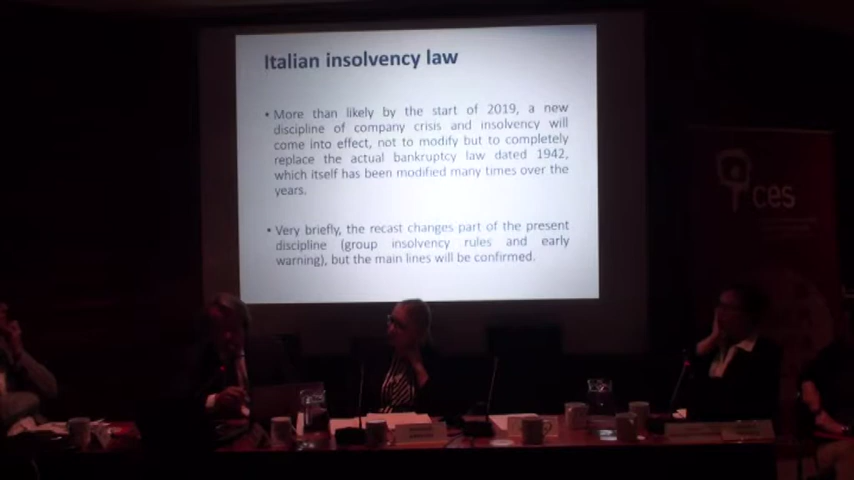 Italian insolvency law
• More than likely by the start of 2019, a new
discipline of company crisis and insolvency will
come into effect, not to modify but to completely
replace the actual bankruptcy law dated 1942,
which itself has been modified many times over the
years.
• Very briefly, the recast changes part of the present
discipline (group insolvency rules and early
warning), but the main lines will be confirmed.
ces